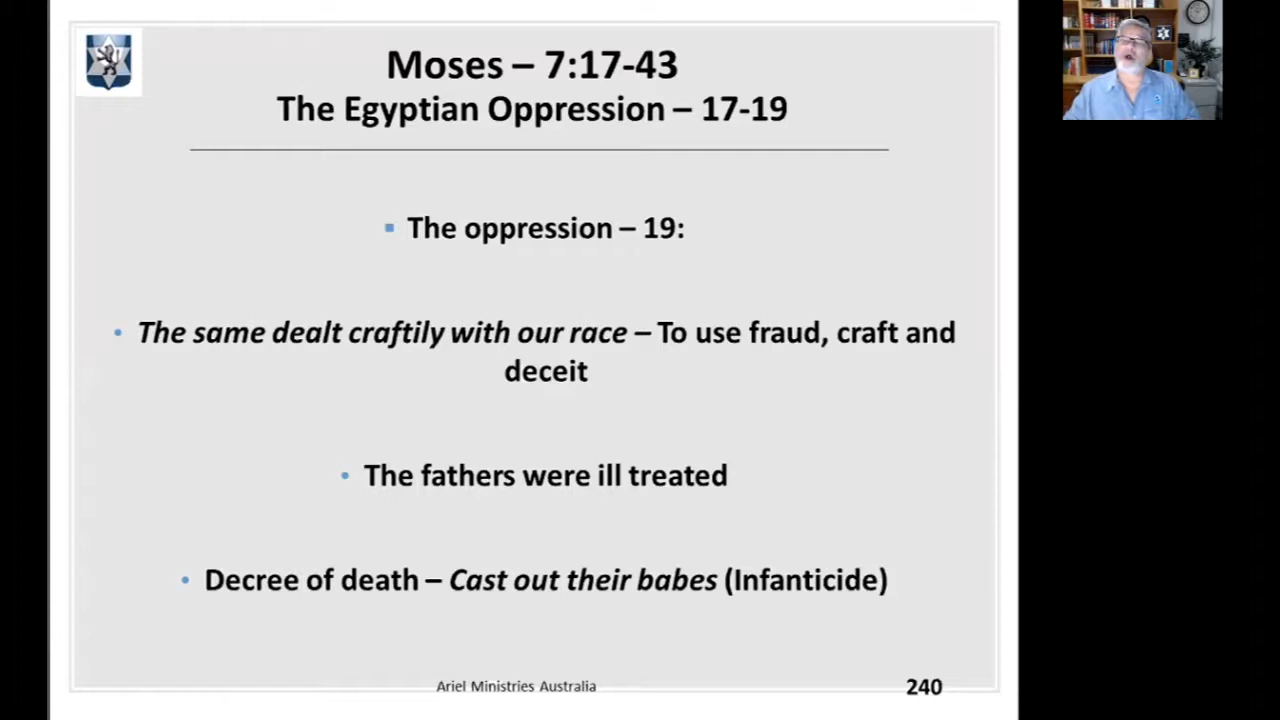 Moses – 7:17-43
The Egyptian Oppression – 17-19
▪ The oppression – 19:
• The same dealt craftily with our race – To use fraud, craft and
deceit
• The fathers were ill treated
• Decree of death – Cast out their babes (Infanticide)
Ariel Ministries Australia
240